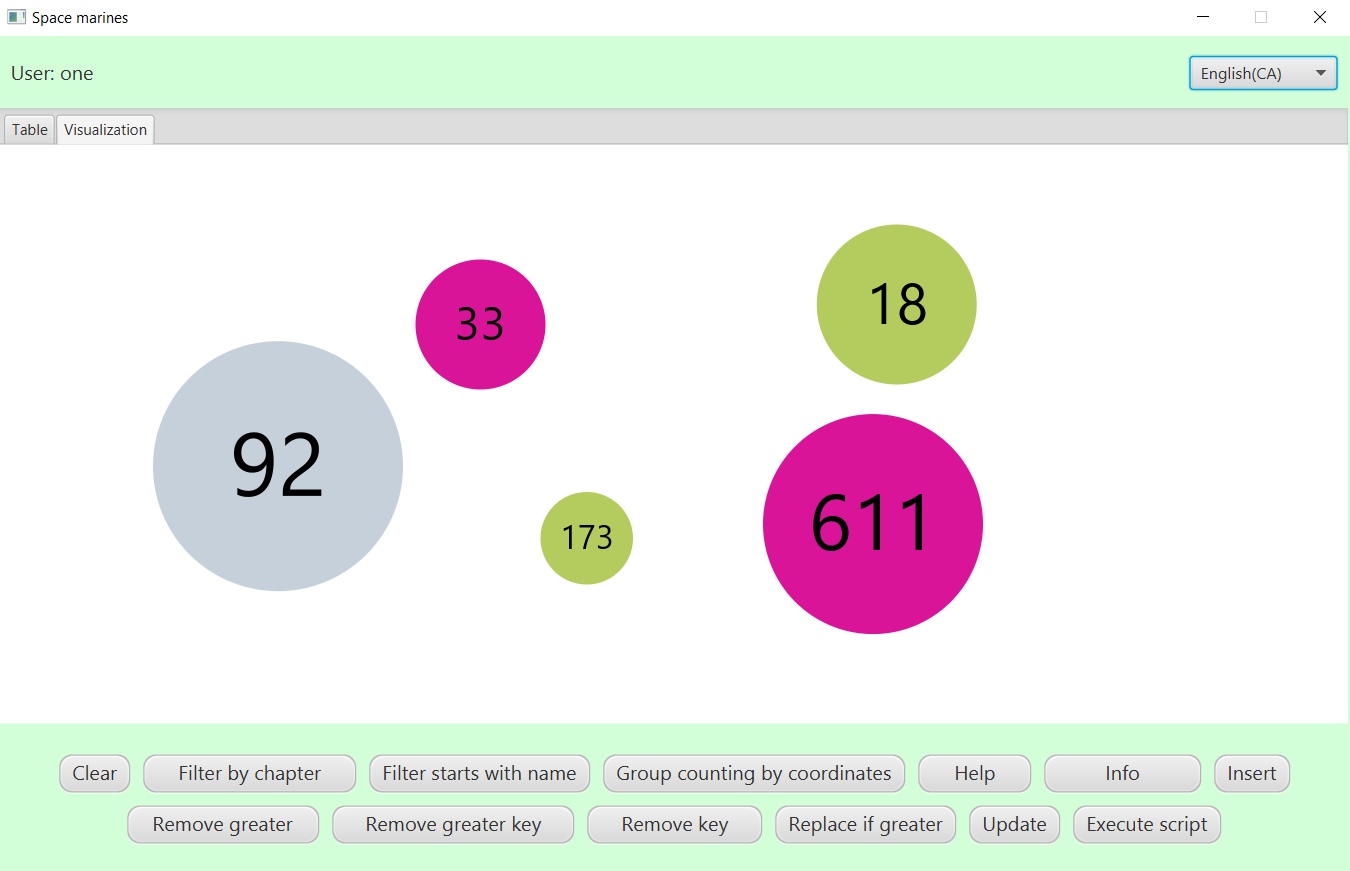 Space marines
User: one
English(CA)
Table Visualization
33
18
92
611
173
Clear Filter by chapter Filter starts with name Group counting by coordinates Help Info Insert
Remove greater Remove greater key Remove key Replace if greater Update Execute script